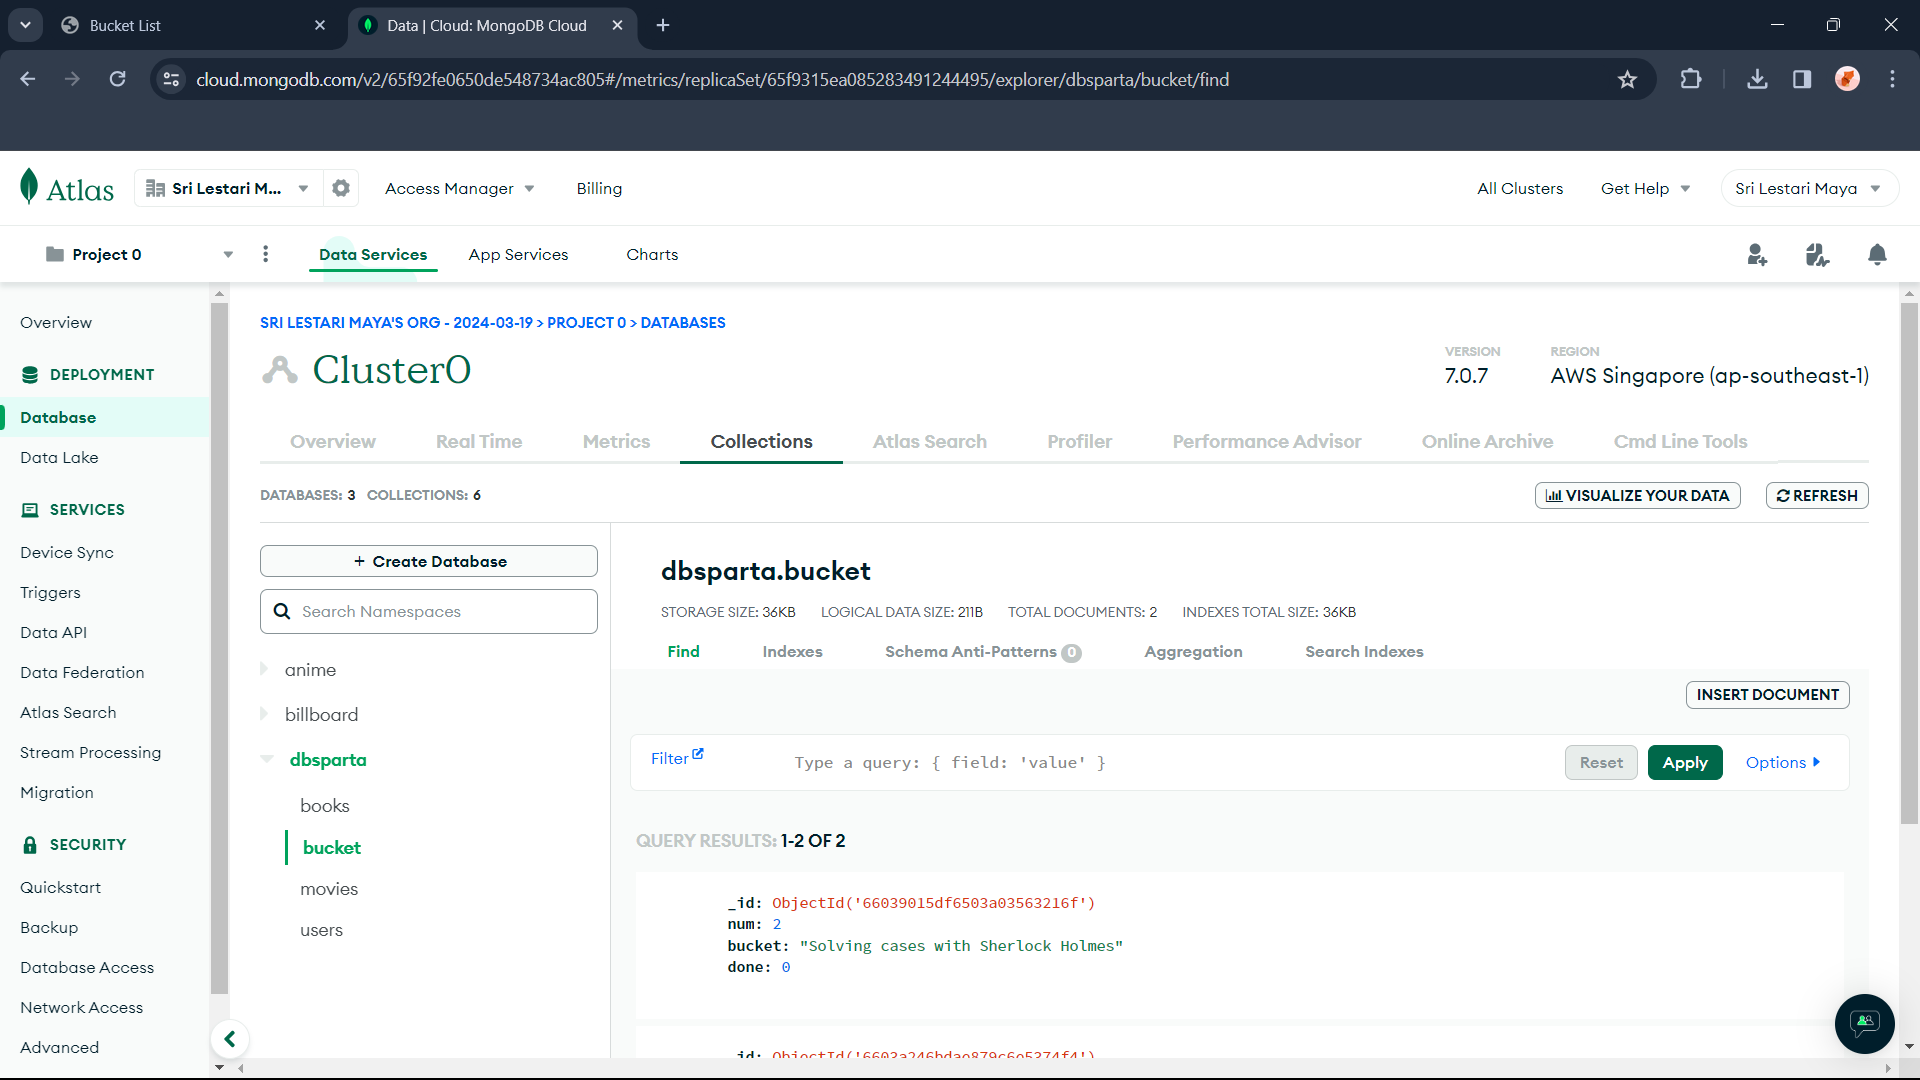 Bucket List
Data | Cloud: MongoDB Cloud
cloud.mongodb.com/v2/65f92fe0650de548734ac805#/metrics/replicaSet/65f9315ea085283491244495/explorer/dbsparta/bucket/find
Atlas
Sri Lestari M...
Access Manager
Billing
All Clusters
Get Help
Sri Lestari Maya
Project 0
Data Services
App Services
Charts
Overview
DEPLOYMENT
Database
Data Lake
SERVICES
Device Sync
Triggers
Data API
Data Federation
Atlas Search
Stream Processing
Migration
SECURITY
Quickstart
Backup
Database Access
Network Access
Advanced
SRI LESTARI MAYA'S ORG - 2024-03-19 > PROJECT 0 > DATABASES
Cluster0
VERSION
7.0.7
REGION
AWS Singapore (ap-southeast-1)
Overview
Real Time
Metrics
Collections
Atlas Search
Profiler
Performance Advisor
Online Archive
Cmd Line Tools
DATABASES: 3 COLLECTIONS: 6
VISUALIZE YOUR DATA
REFRESH
+ Create Database
Search Namespaces
anime
billboard
dbsparta
books
bucket
movies
users
dbsparta.bucket
STORAGE SIZE: 36KB LOGICAL DATA SIZE: 211B TOTAL DOCUMENTS: 2 INDEXES TOTAL SIZE: 36KB
Find
Indexes
Schema Anti-Patterns 0
Aggregation
Search Indexes
INSERT DOCUMENT
Filter
Type a query: { field: 'value' }
Reset
Apply
Options
QUERY RESULTS: 1-2 OF 2
_id: ObjectId('66039015df6503a03563216f')
num: 2
bucket: "Solving cases with Sherlock Holmes"
done: 0
_id: ObjectId('6603a246bdae879c6e5374f4')